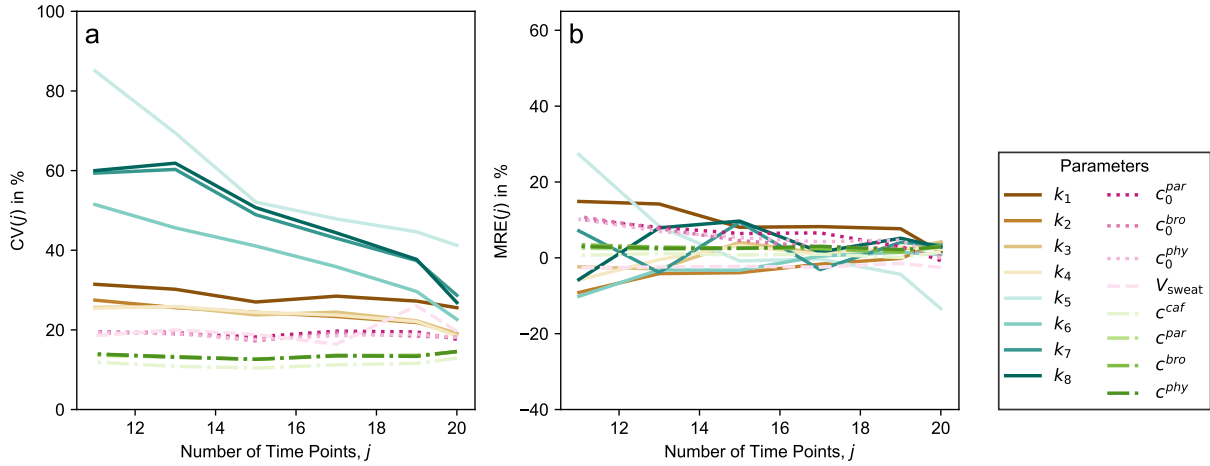 a
CV(j) in %
100
80
60
40
20
0
12 14 16 18 20
Number of Time Points, j
b
MRE(j) in %
60
40
20
0
−20
−40
12 14 16 18 20
Number of Time Points, j
Parameters
k₁
k₂
k₃
k₄
k₅
k₆
k₇
k₈
c₀ᵖᵃʳ
c₀ᵇʳᵒ
c₀ᵖʰʸ
V_sweat
cᶜᵃᶠ
cᵖᵃʳ
cᵇʳᵒ
cᵖʰʸ